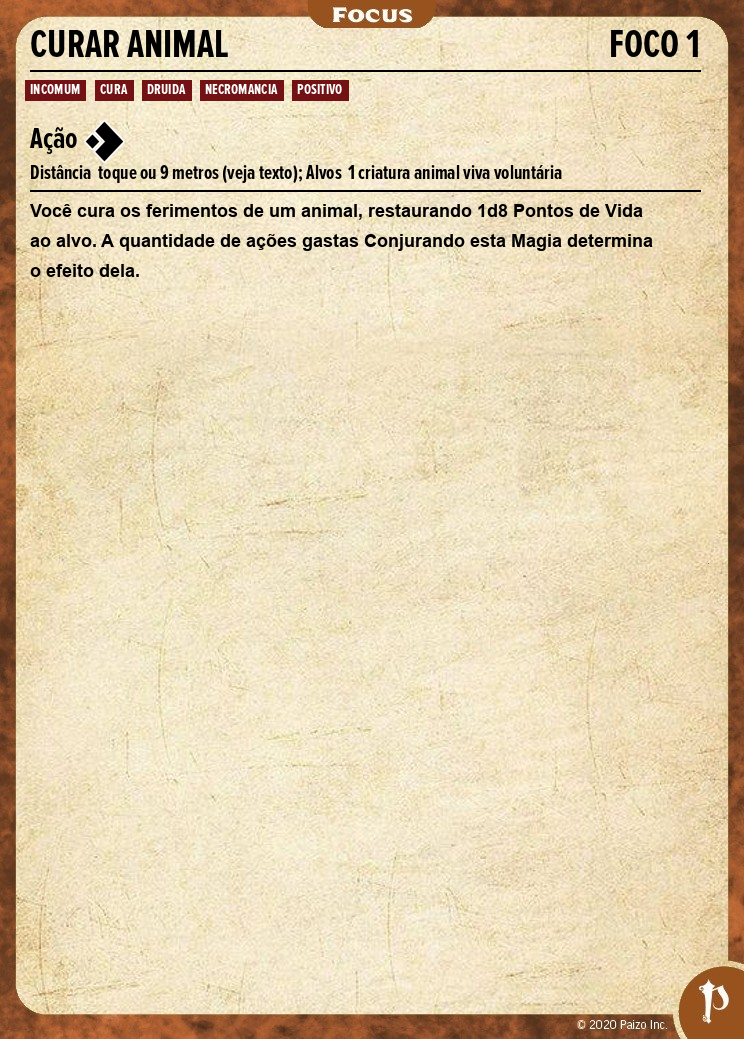 Focus
CURAR ANIMAL FOCO 1
INCOMUM CURA DRUIDA NECROMANCIA POSITIVO
Ação
Distância toque ou 9 metros (veja texto); Alvos 1 criatura animal viva voluntária
Você cura os ferimentos de um animal, restaurando 1d8 Pontos de Vida
ao alvo. A quantidade de ações gastas Conjurando esta Magia determina
o efeito dela.
© 2020 Paizo Inc.